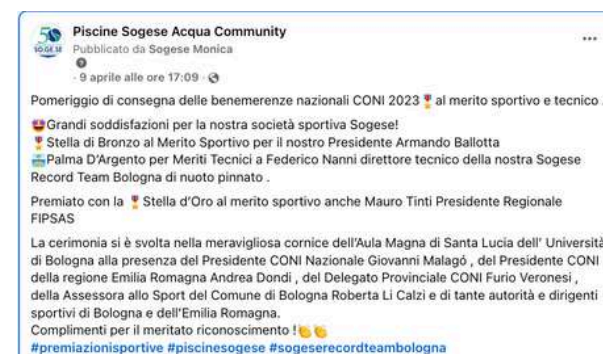 Piscine Sogese Acqua Community
Pubblicato da Sogese Monica
· 9 aprile alle ore 17:09 ·
Pomeriggio di consegna delle benemerenze nazionali CONI 2023🎖️al merito sportivo e tecnico .
🤩Grandi soddisfazioni per la nostra società sportiva Sogese!
🎖️Stella di Bronzo al Merito Sportivo per il nostro Presidente Armando Ballotta
Palma D'Argento per Meriti Tecnici a Federico Nanni direttore tecnico della nostra Sogese
Record Team Bologna di nuoto pinnato .
Premiato con la 🎖️Stella d'Oro al merito sportivo anche Mauro Tinti Presidente Regionale
FIPSAS
La cerimonia si è svolta nella meravigliosa cornice dell'Aula Magna di Santa Lucia dell' Università
di Bologna alla presenza del Presidente CONI Nazionale Giovanni Malagó , del Presidente CONI
della regione Emilia Romagna Andrea Dondi , del Delegato Provinciale CONI Furio Veronesi ,
della Assessora allo Sport del Comune di Bologna Roberta Li Calzi e di tante autorità e dirigenti
sportivi di Bologna e dell'Emilia Romagna.
Complimenti per il meritato riconoscimento !👏👏
#premiazionisportive #piscinesogese #sogeserecordteambologna